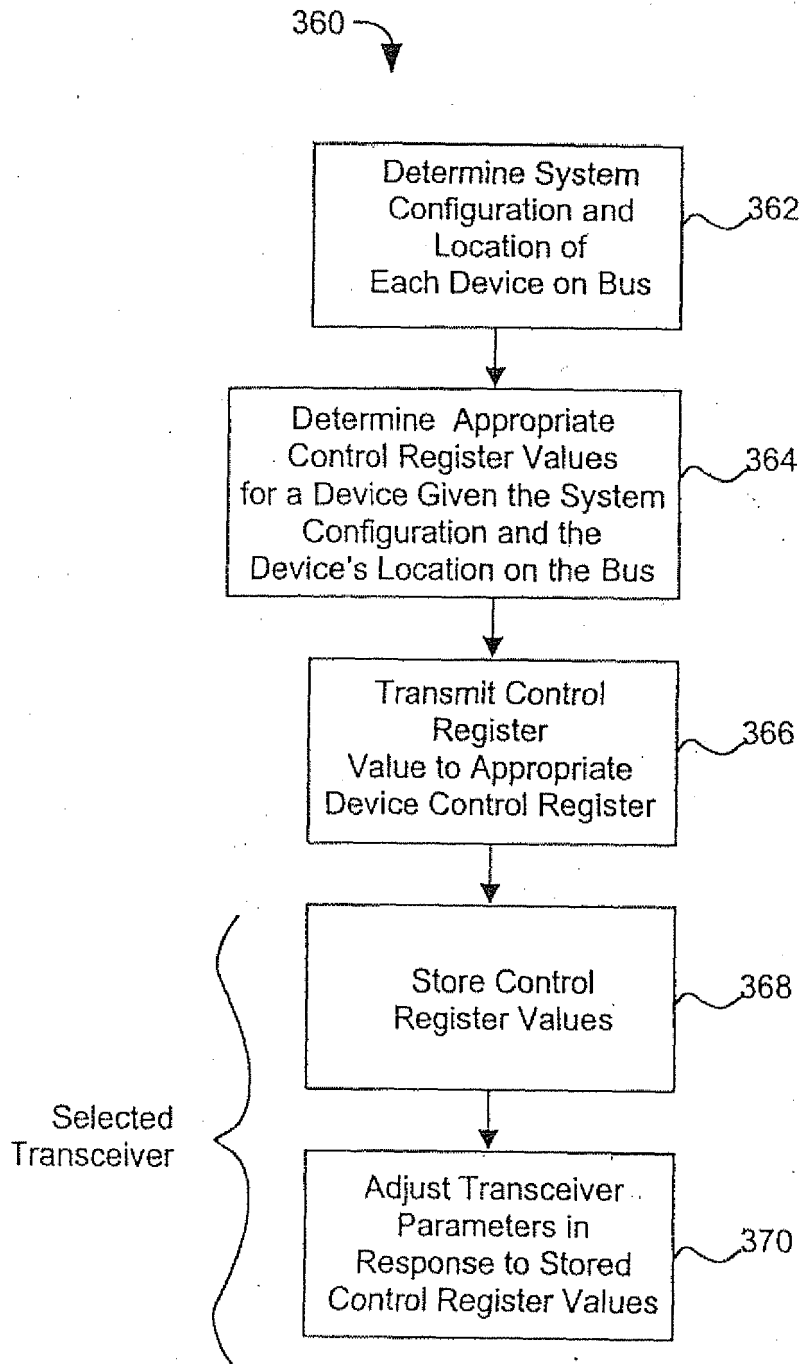 360
Determine System
Configuration and
Location of
Each Device on Bus
362
Determine Appropriate
Control Register Values
for a Device Given the System
Configuration and the
Device's Location on the Bus
364
Transmit Control
Register
Value to Appropriate
Device Control Register
366
Store Control
Register Values
368
Selected
Transceiver
Adjust Transceiver
Parameters in
Response to Stored
Control Register Values
370